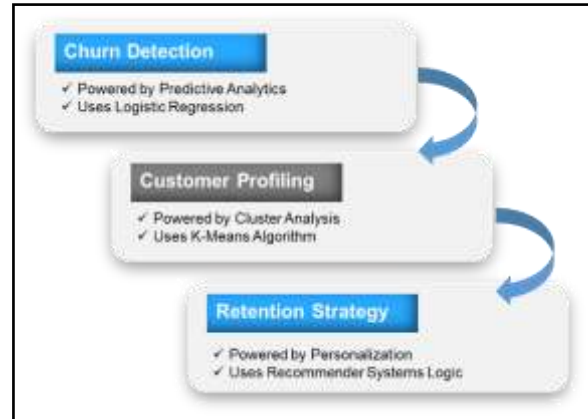 Churn Detection
✓ Powered by Predictive Analytics
✓ Uses Logistic Regression
Customer Profiling
✓ Powered by Cluster Analysis
✓ Uses K-Means Algorithm
Retention Strategy
✓ Powered by Personalization
✓ Uses Recommender Systems Logic